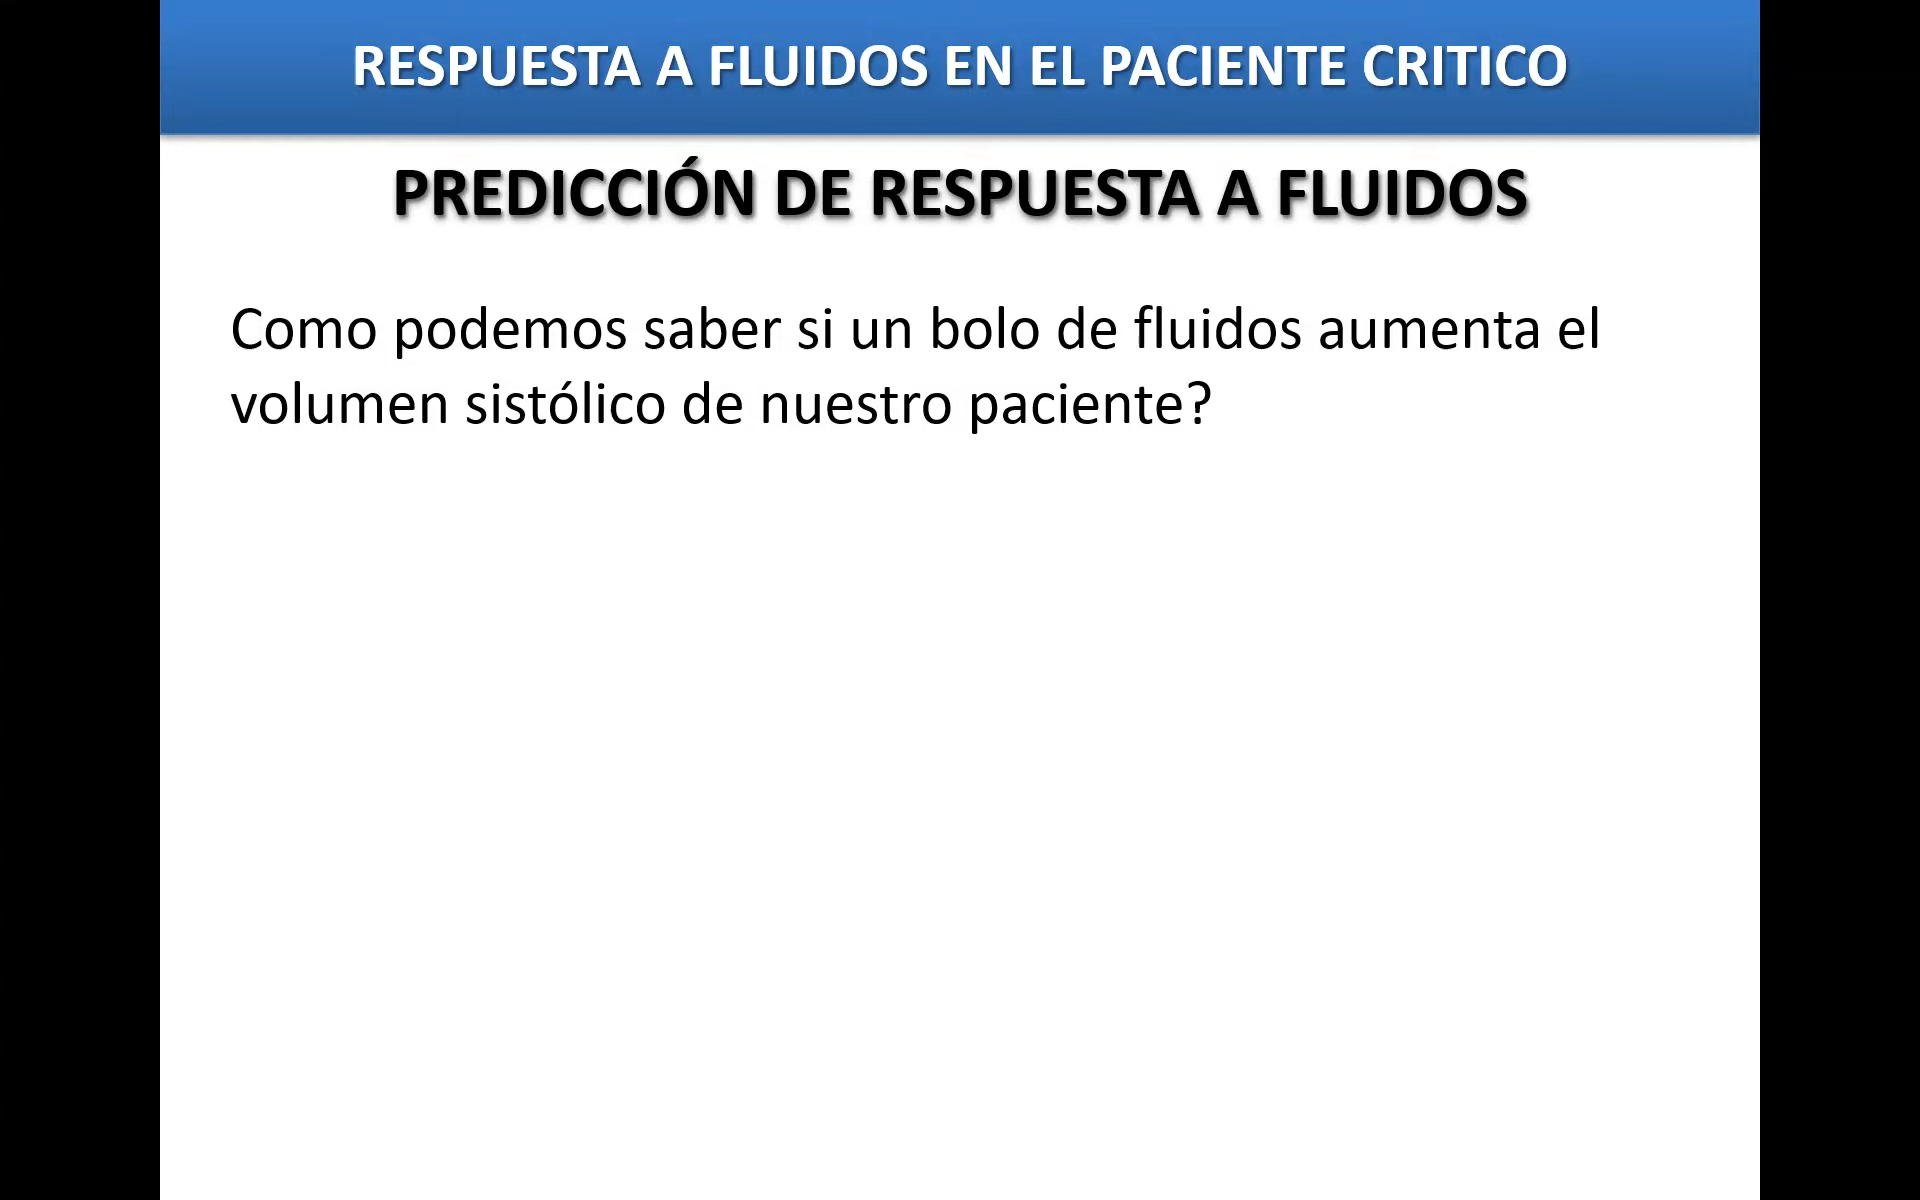 RESPUESTA A FLUIDOS EN EL PACIENTE CRITICO
PREDICCIÓN DE RESPUESTA A FLUIDOS
Como podemos saber si un bolo de fluidos aumenta el
volumen sistólico de nuestro paciente?